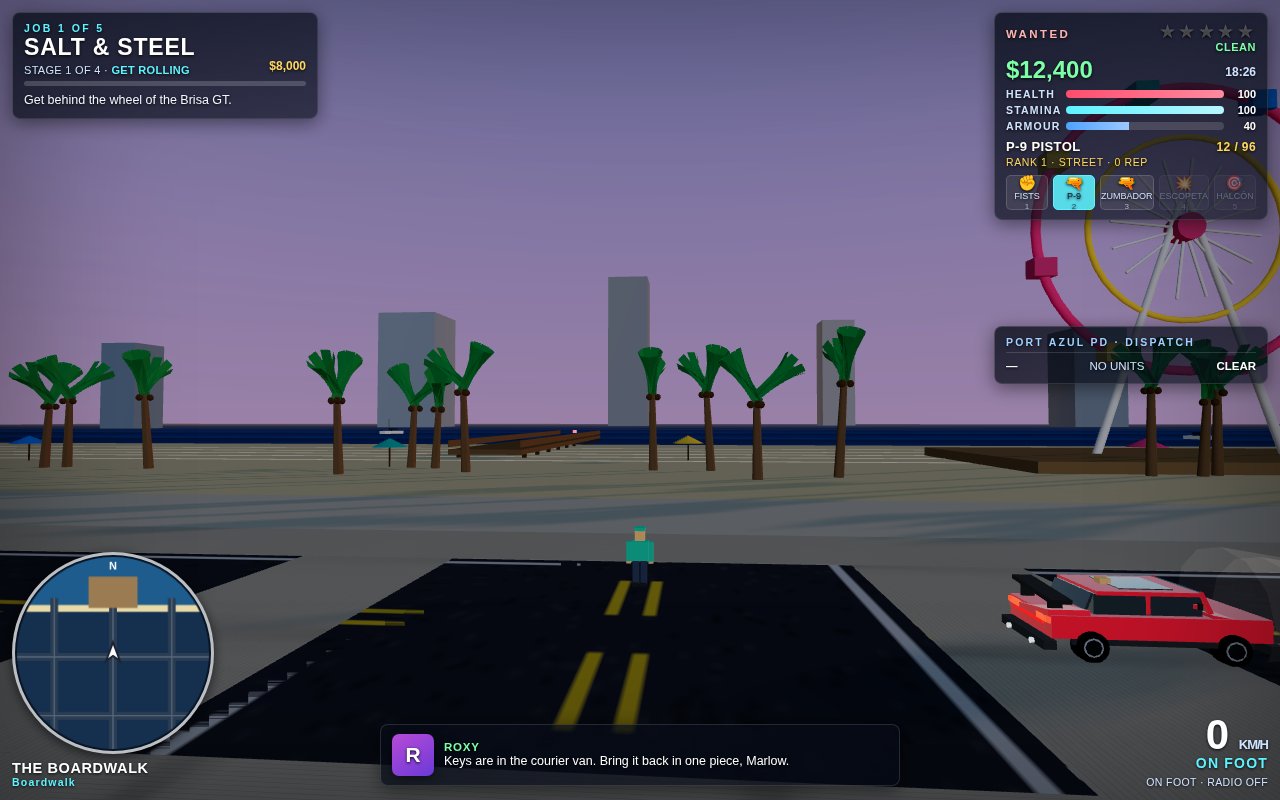 JOB 1 OF 5
SALT & STEEL
STAGE 1 OF 4 · GET ROLLING
$8,000
Get behind the wheel of the Brisa GT.
WANTED
★★★★★
CLEAN
$12,400
18:26
HEALTH 100
STAMINA 100
ARMOUR 40
P-9 PISTOL 12 / 96
RANK 1 · STREET · 0 REP
FISTS P-9 ZUMBADOR ESCOPETA HALCÓN
1 2 3 4 5
PORT AZUL PD · DISPATCH
— NO UNITS CLEAR
N
THE BOARDWALK
Boardwalk
R
ROXY
Keys are in the courier van. Bring it back in one piece, Marlow.
0 KM/H
ON FOOT
ON FOOT · RADIO OFF